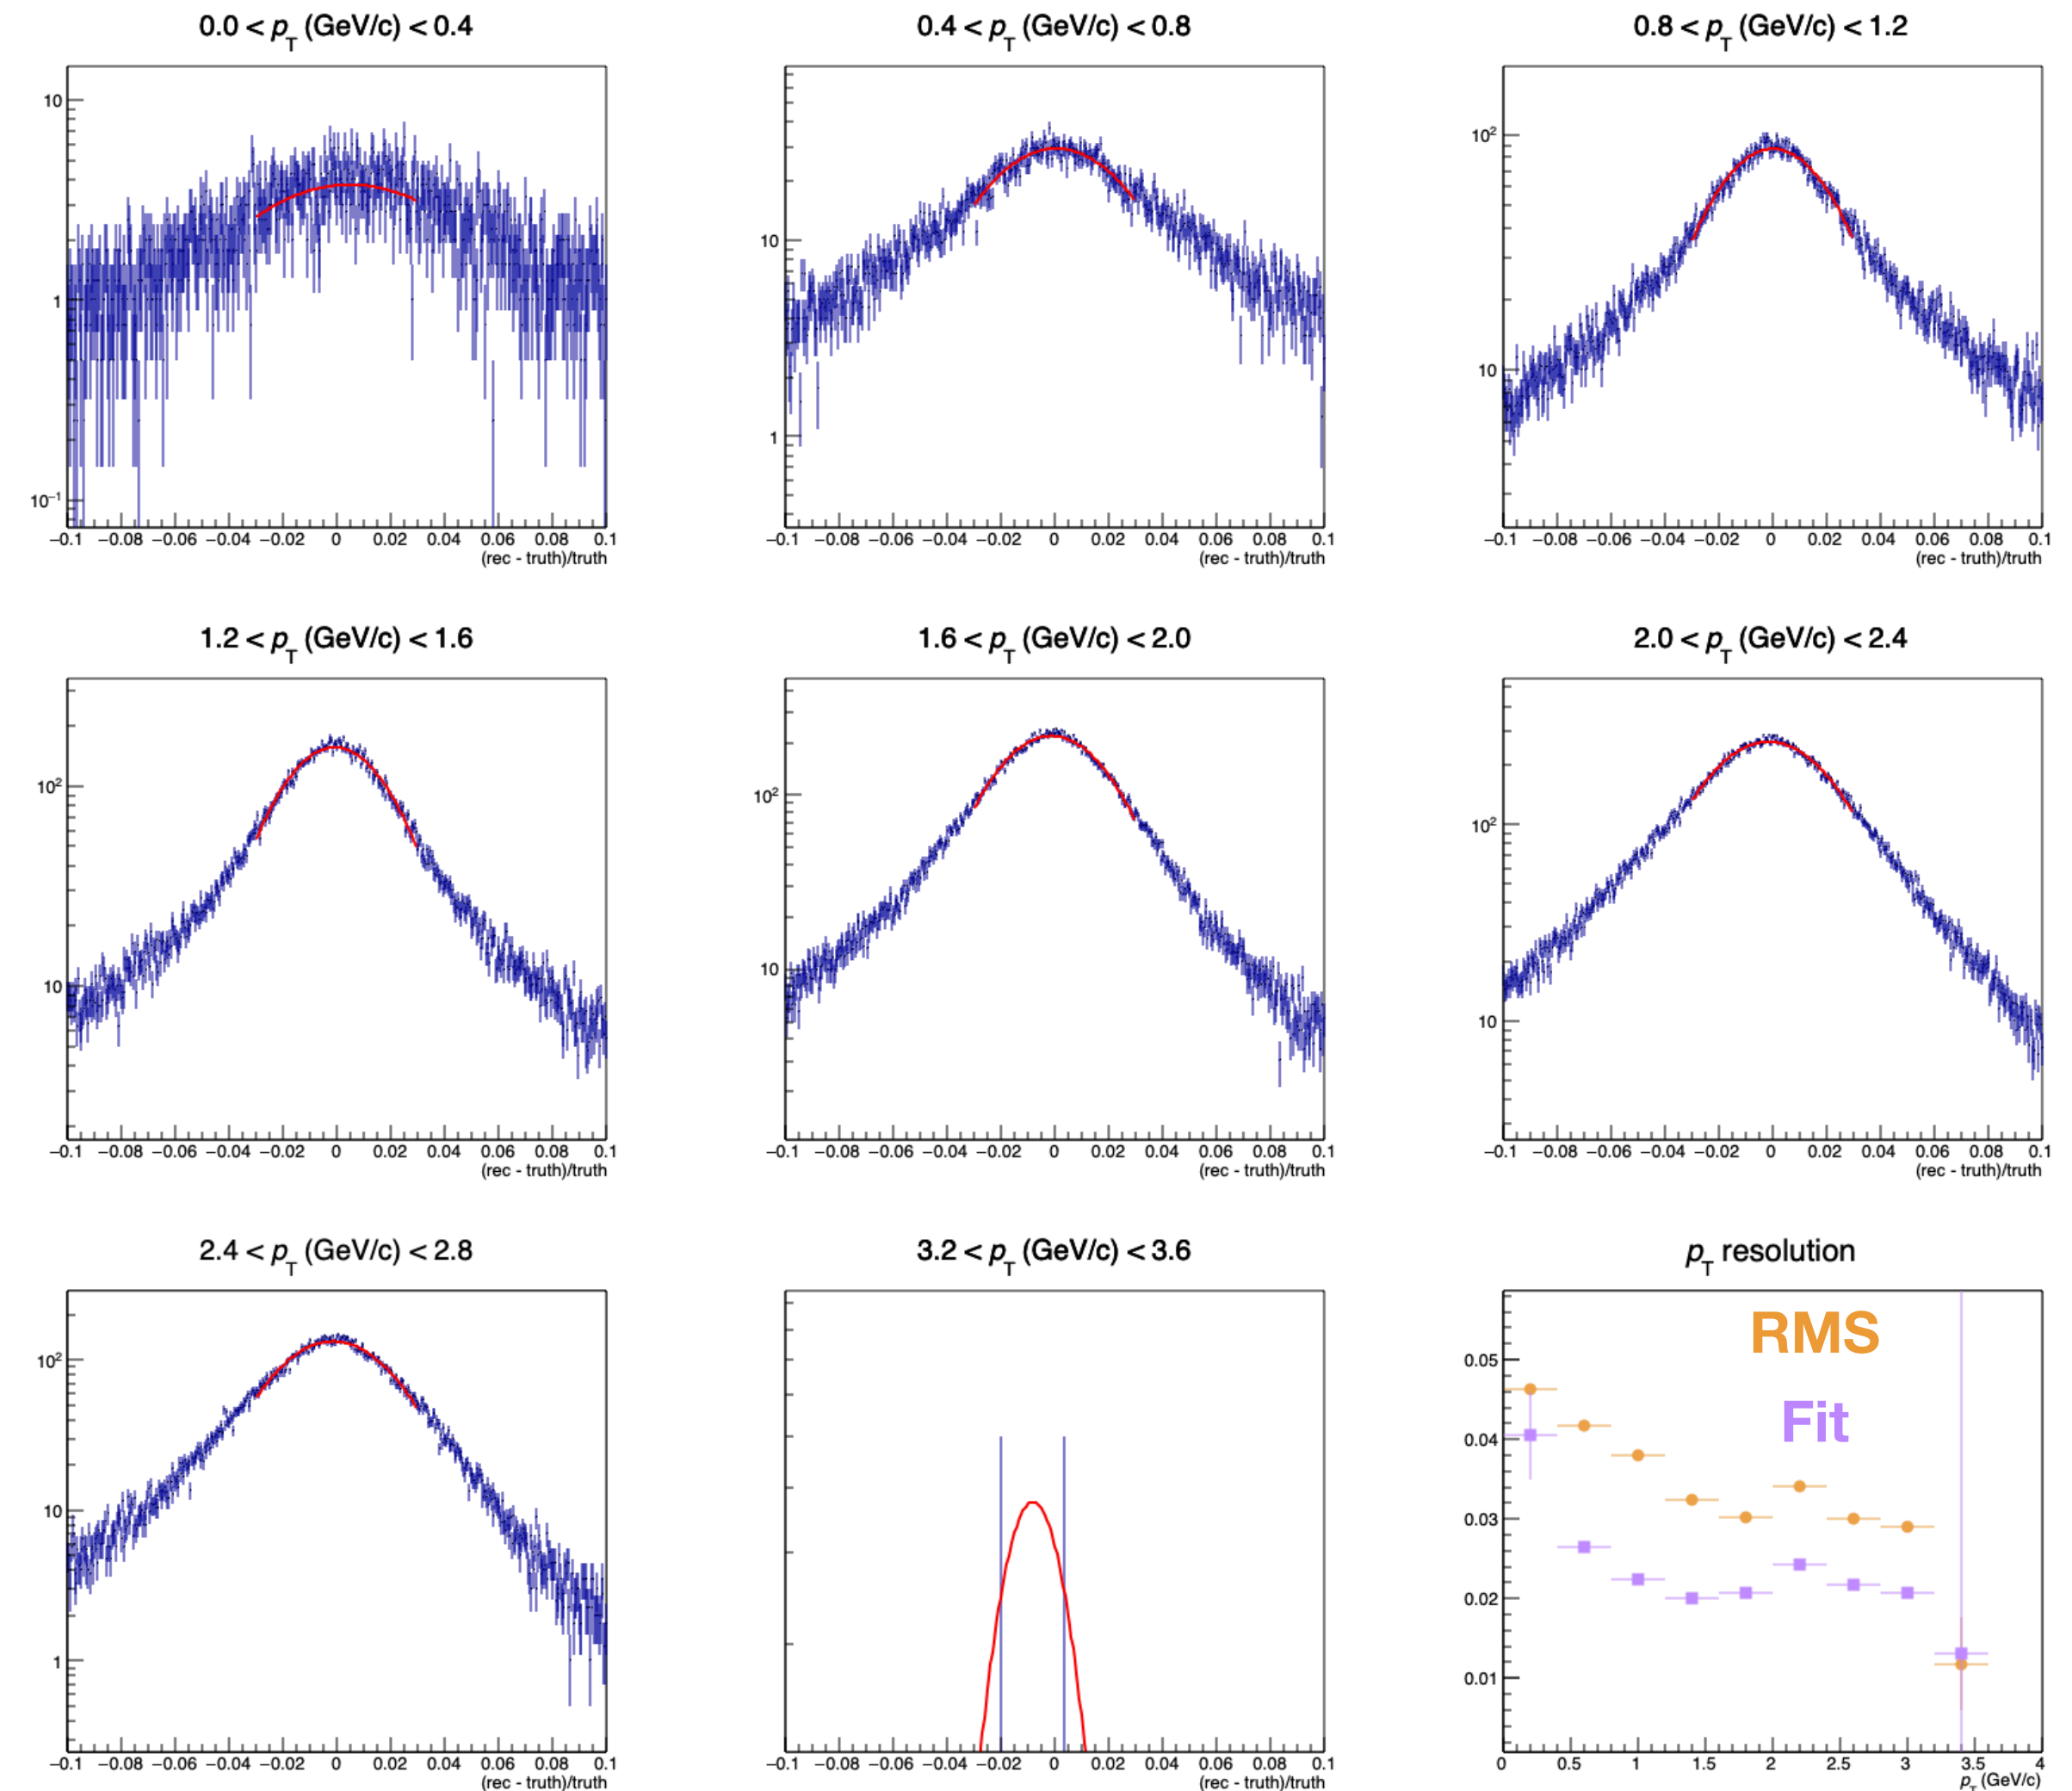 0.0 < p_T (GeV/c) < 0.4
10
1
10⁻¹
−0.1 −0.08 −0.06 −0.04 −0.02 0 0.02 0.04 0.06 0.08 0.1
(rec - truth)/truth
0.4 < p_T (GeV/c) < 0.8
10
1
−0.1 −0.08 −0.06 −0.04 −0.02 0 0.02 0.04 0.06 0.08 0.1
(rec - truth)/truth
0.8 < p_T (GeV/c) < 1.2
10²
10
−0.1 −0.08 −0.06 −0.04 −0.02 0 0.02 0.04 0.06 0.08 0.1
(rec - truth)/truth
1.2 < p_T (GeV/c) < 1.6
10²
10
−0.1 −0.08 −0.06 −0.04 −0.02 0 0.02 0.04 0.06 0.08 0.1
(rec - truth)/truth
1.6 < p_T (GeV/c) < 2.0
10²
10
−0.1 −0.08 −0.06 −0.04 −0.02 0 0.02 0.04 0.06 0.08 0.1
(rec - truth)/truth
2.0 < p_T (GeV/c) < 2.4
10²
10
−0.1 −0.08 −0.06 −0.04 −0.02 0 0.02 0.04 0.06 0.08 0.1
(rec - truth)/truth
2.4 < p_T (GeV/c) < 2.8
10²
10
1
−0.1 −0.08 −0.06 −0.04 −0.02 0 0.02 0.04 0.06 0.08 0.1
(rec - truth)/truth
3.2 < p_T (GeV/c) < 3.6
−0.1 −0.08 −0.06 −0.04 −0.02 0 0.02 0.04 0.06 0.08 0.1
(rec - truth)/truth
p_T resolution
RMS
Fit
0.05
0.04
0.03
0.02
0.01
0 0.5 1 1.5 2 2.5 3 3.5 4
p_T (GeV/c)